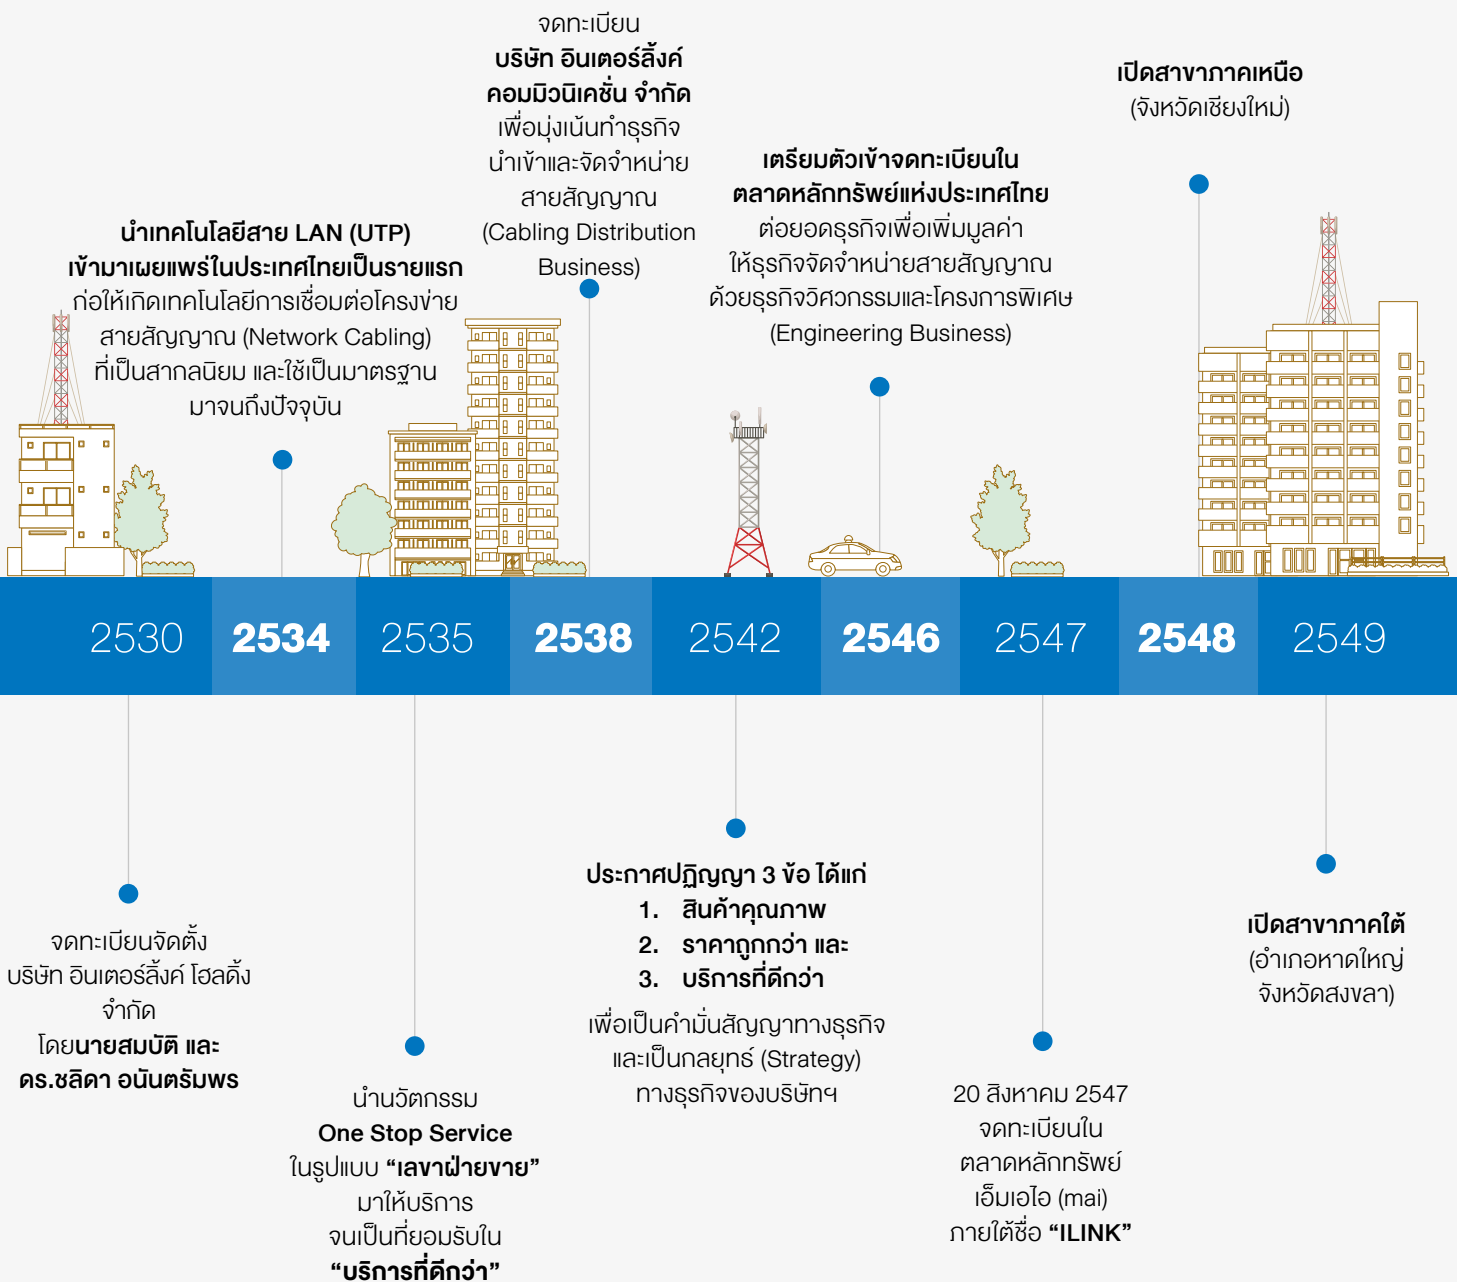 จดทะเบียน
บริษัท อินเตอร์ลิ้งค์
คอมมิวนิเคชั่น จำกัด
เพื่อมุ่งเน้นทำธุรกิจ
นำเข้าและจัดจำหน่าย
สายสัญญาณ
(Cabling Distribution
Business)
เปิดสาขาภาคเหนือ
(จังหวัดเชียงใหม่)
เตรียมตัวเข้าจดทะเบียนใน
ตลาดหลักทรัพย์แห่งประเทศไทย
ต่อยอดธุรกิจเพื่อเพิ่มมูลค่า
ให้ธุรกิจจัดจำหน่ายสายสัญญาณ
ด้วยธุรกิจวิศวกรรมและโครงการพิเศษ
(Engineering Business)
นำเทคโนโลยีสาย LAN (UTP)
เข้ามาเผยแพร่ในประเทศไทยเป็นรายแรก
ก่อให้เกิดเทคโนโลยีการเชื่อมต่อโครงข่าย
สายสัญญาณ (Network Cabling)
ที่เป็นสากลนิยม และใช้เป็นมาตรฐาน
มาจนถึงปัจจุบัน
2530 2534 2535 2538 2542 2546 2547 2548 2549
จดทะเบียนจัดตั้ง
บริษัท อินเตอร์ลิ้งค์ โฮลดิ้ง
จำกัด
โดยนายสมบัติ และ
ดร.ชลิดา อนันตรัมพร
นำนวัตกรรม
One Stop Service
ในรูปแบบ “เลขาฝ่ายขาย”
มาให้บริการ
จนเป็นที่ยอมรับใน
“บริการที่ดีกว่า”
ประกาศปฏิญญา 3 ข้อ ได้แก่
1. สินค้าคุณภาพ
2. ราคาถูกกว่า และ
3. บริการที่ดีกว่า
เพื่อเป็นคำมั่นสัญญาทางธุรกิจ
และเป็นกลยุทธ์ (Strategy)
ทางธุรกิจของบริษัทฯ
20 สิงหาคม 2547
จดทะเบียนใน
ตลาดหลักทรัพย์
เอ็มเอไอ (mai)
ภายใต้ชื่อ “ILINK”
เปิดสาขาภาคใต้
(อำเภอหาดใหญ่
จังหวัดสงขลา)